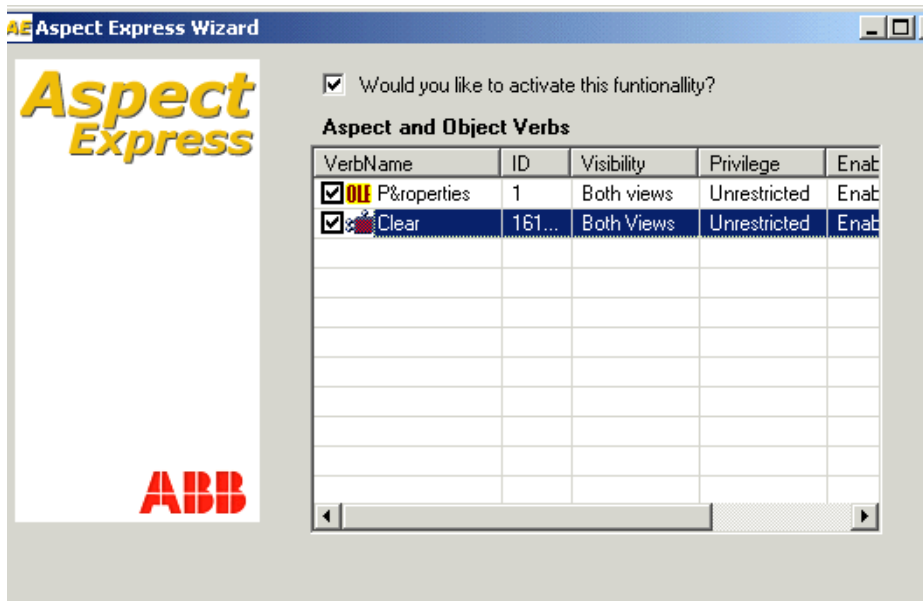 AE Aspect Express Wizard
Aspect
Express
Would you like to activate this funtionallity?
Aspect and Object Verbs
VerbName ID Visibility Privilege Enab
OLE P&roperties 1 Both views Unrestricted Enab
Clear 161... Both Views Unrestricted Enab
ABB